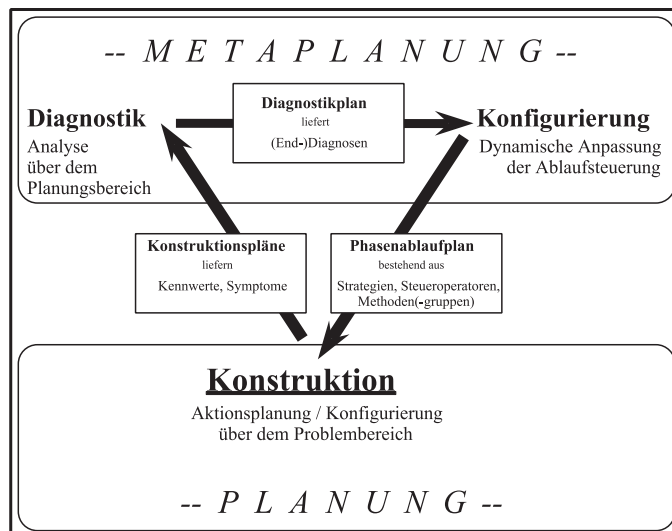 -- M E T A P L A N U N G --
Diagnostik
Analyse
über dem
Planungsbereich
Diagnostikplan
liefert
(End-)Diagnosen
Konfigurierung
Dynamische Anpassung
der Ablaufsteuerung
Konstruktionspläne
liefern
Kennwerte, Symptome
Phasenablaufplan
bestehend aus
Strategien, Steueroperatoren,
Methoden(-gruppen)
Konstruktion
Aktionsplanung / Konfigurierung
über dem Problembereich
-- P L A N U N G --